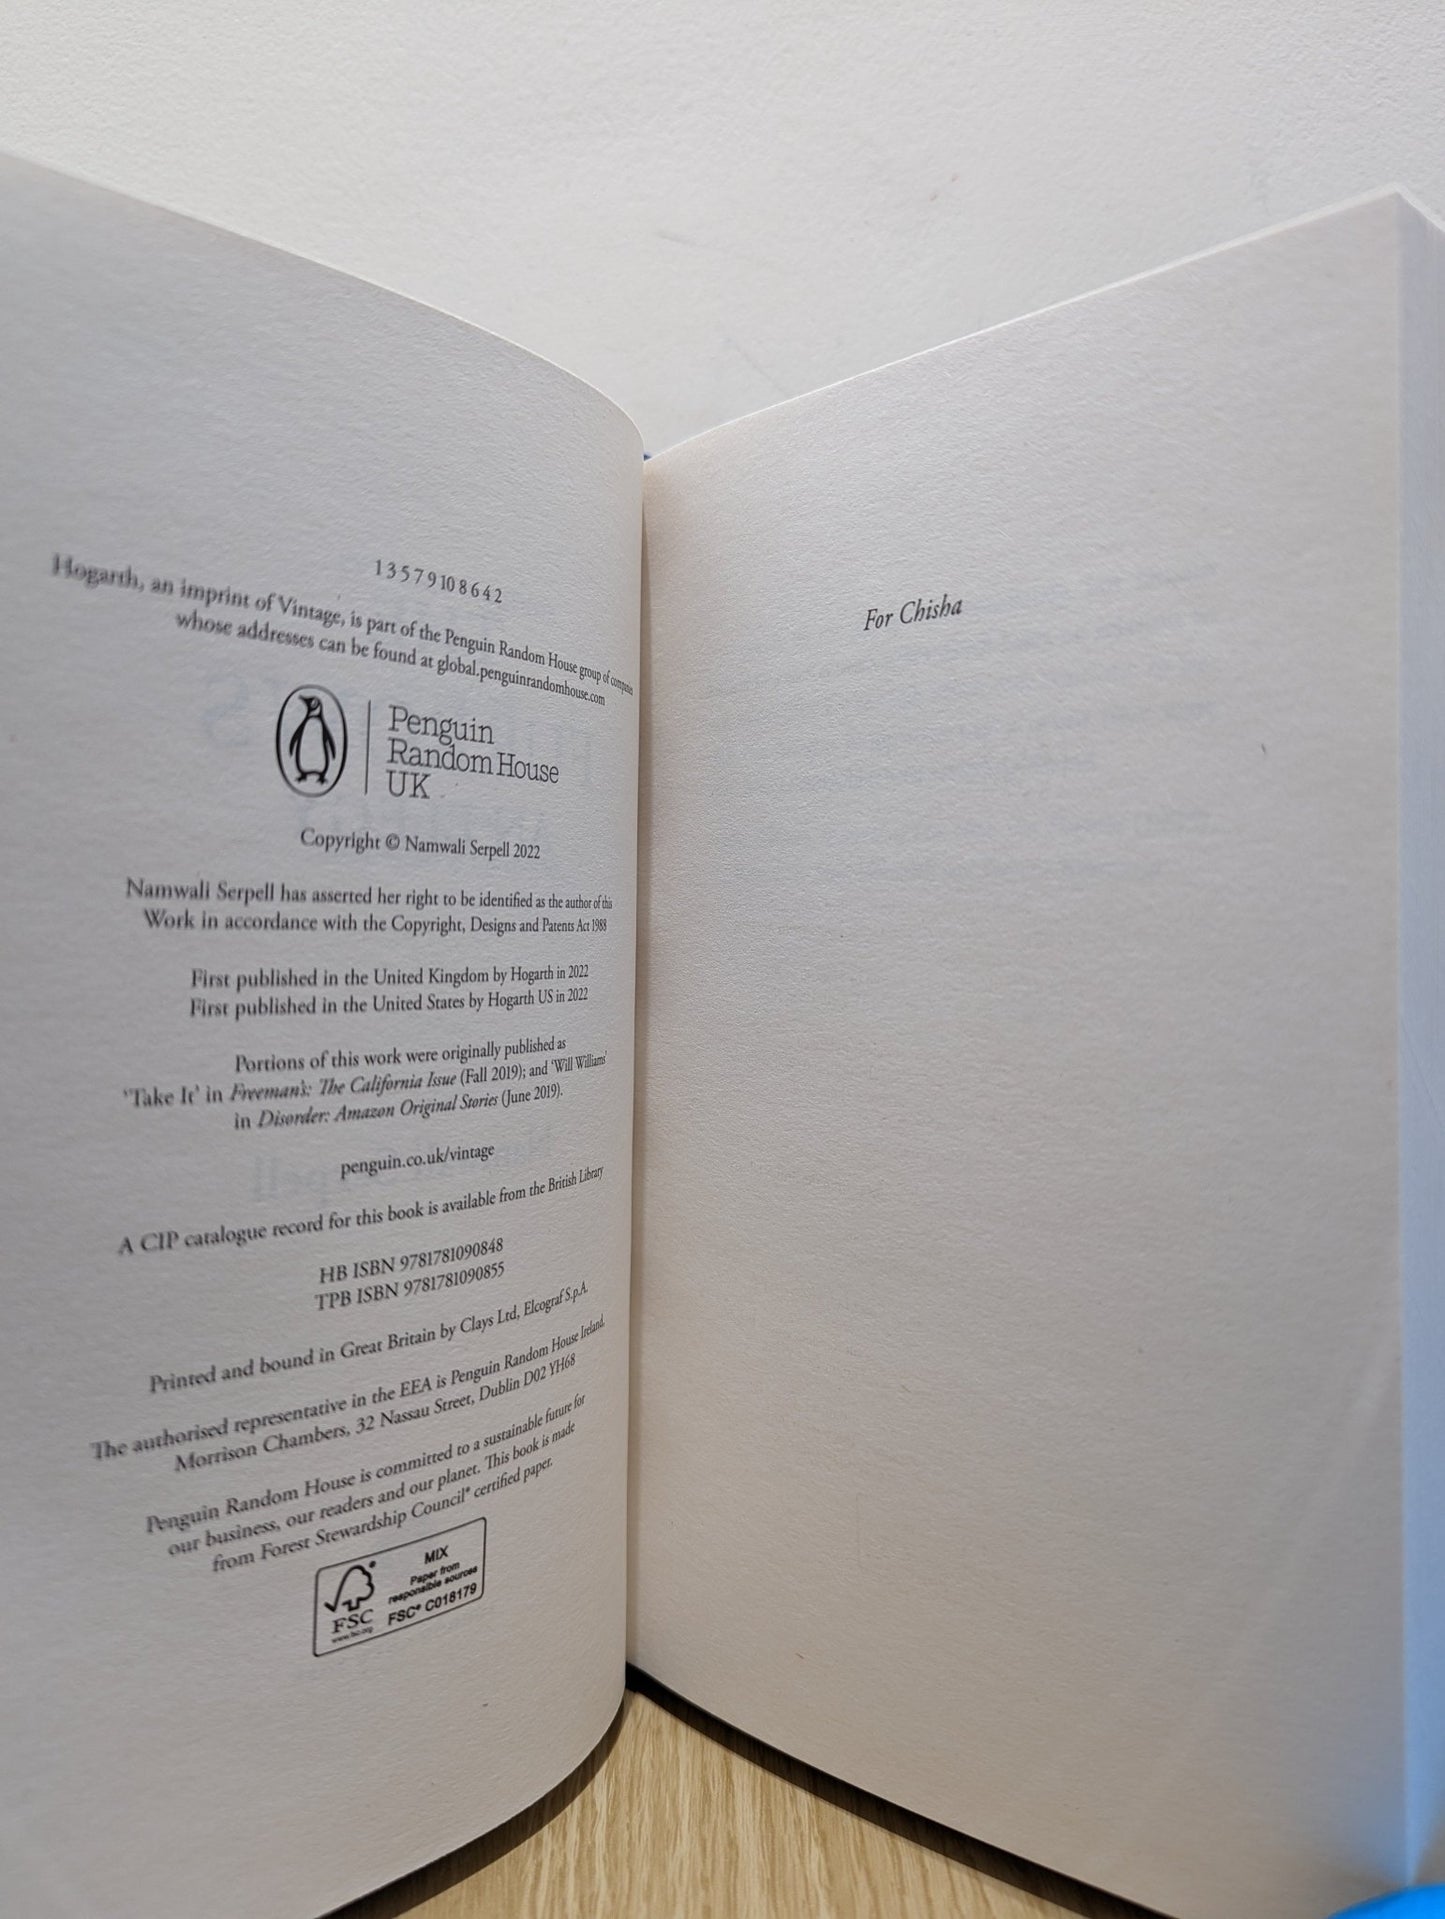 1 3 5 7 9 10 8 6 4 2
Hogarth, an imprint of Vintage, is part of the Penguin Random House group of companies
whose addresses can be found at global.penguinrandomhouse.com
Penguin
Random House
UK
Copyright © Namwali Serpell 2022
Namwali Serpell has asserted her right to be identified as the author of this
Work in accordance with the Copyright, Designs and Patents Act 1988
First published in the United Kingdom by Hogarth in 2022
First published in the United States by Hogarth US in 2022
Portions of this work were originally published as
‘Take It’ in Freeman’s: The California Issue (Fall 2019); and ‘Will Williams’
in Disorder: Amazon Original Stories (June 2019).
penguin.co.uk/vintage
A CIP catalogue record for this book is available from the British Library
HB ISBN 9781781090848
TPB ISBN 9781781090855
Printed and bound in Great Britain by Clays Ltd, Elcograf S.p.A.
The authorised representative in the EEA is Penguin Random House Ireland,
Morrison Chambers, 32 Nassau Street, Dublin D02 YH68
Penguin Random House is committed to a sustainable future for
our business, our readers and our planet. This book is made
from Forest Stewardship Council® certified paper.
MIX
Paper from
responsible sources
FSC® C018179
FSC
www.fsc.org
For Chisha